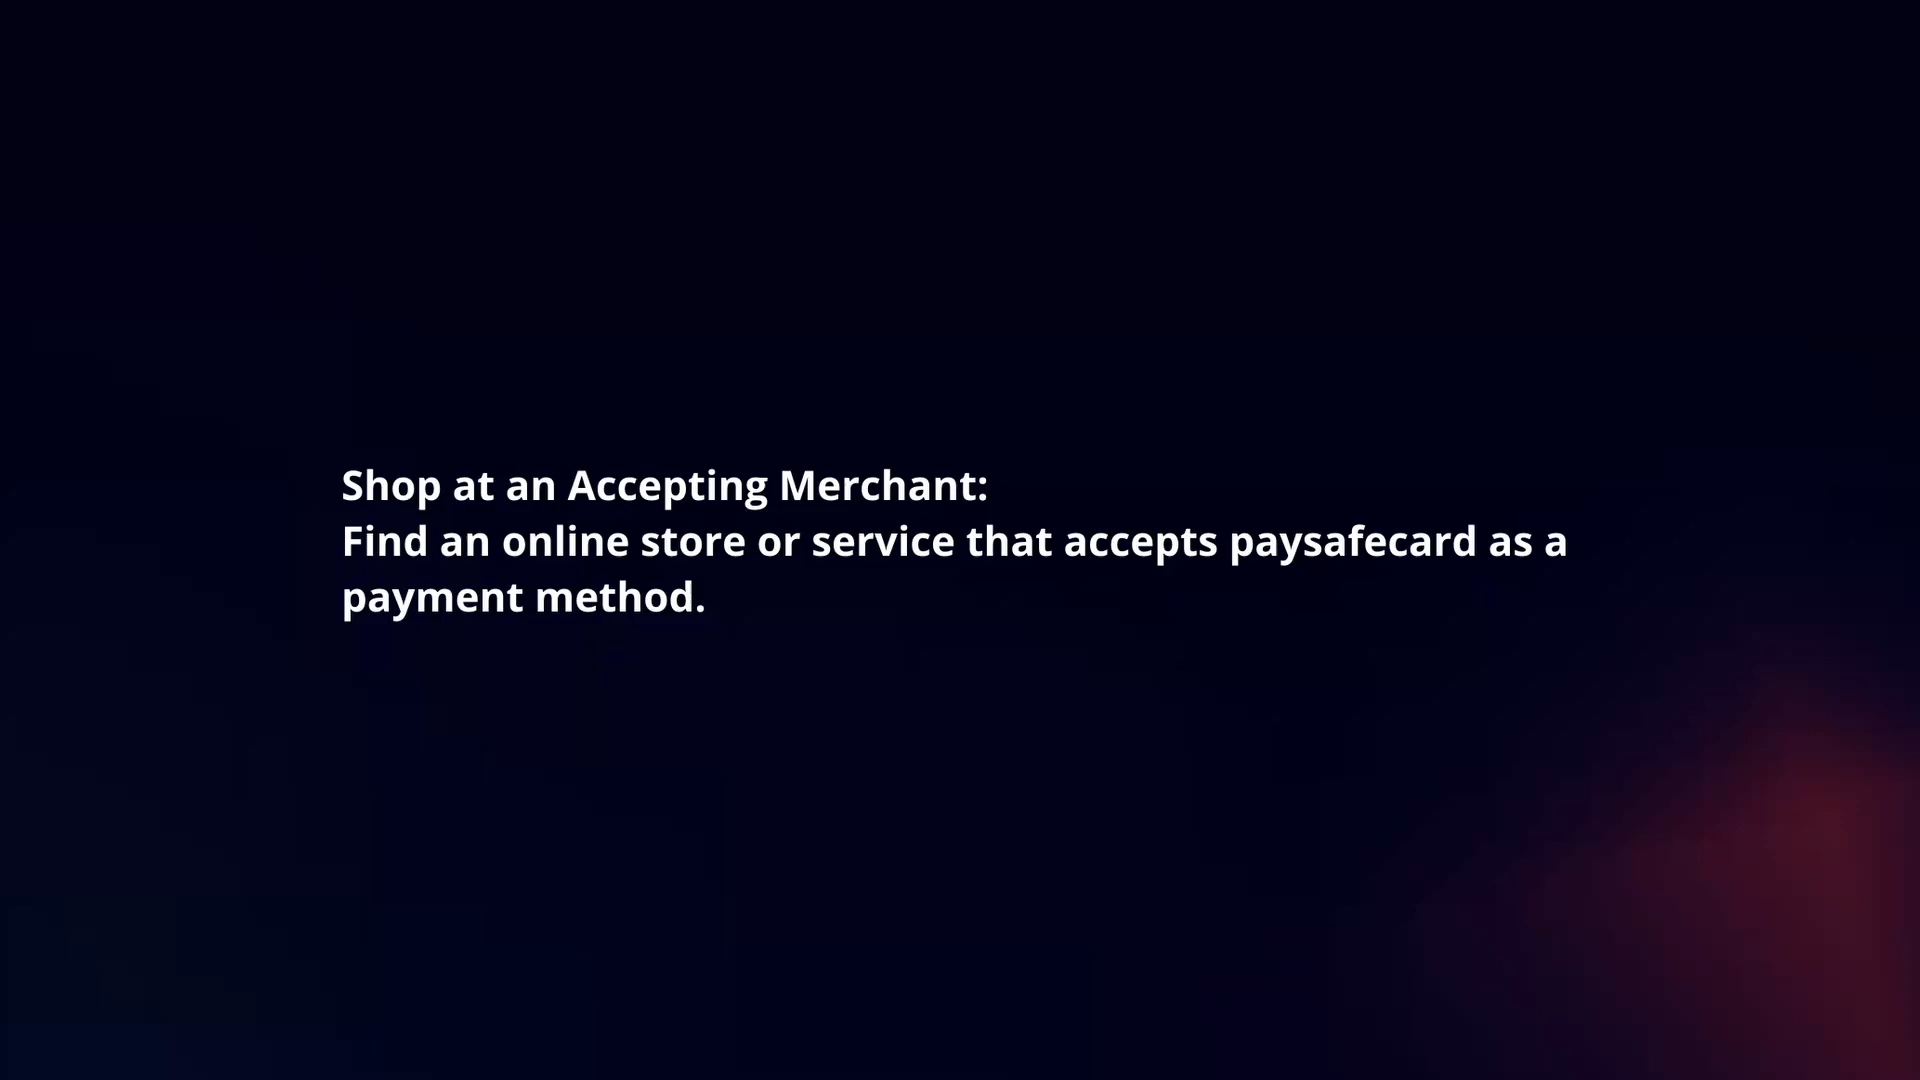 Shop at an Accepting Merchant:
Find an online store or service that accepts paysafecard as a
payment method.